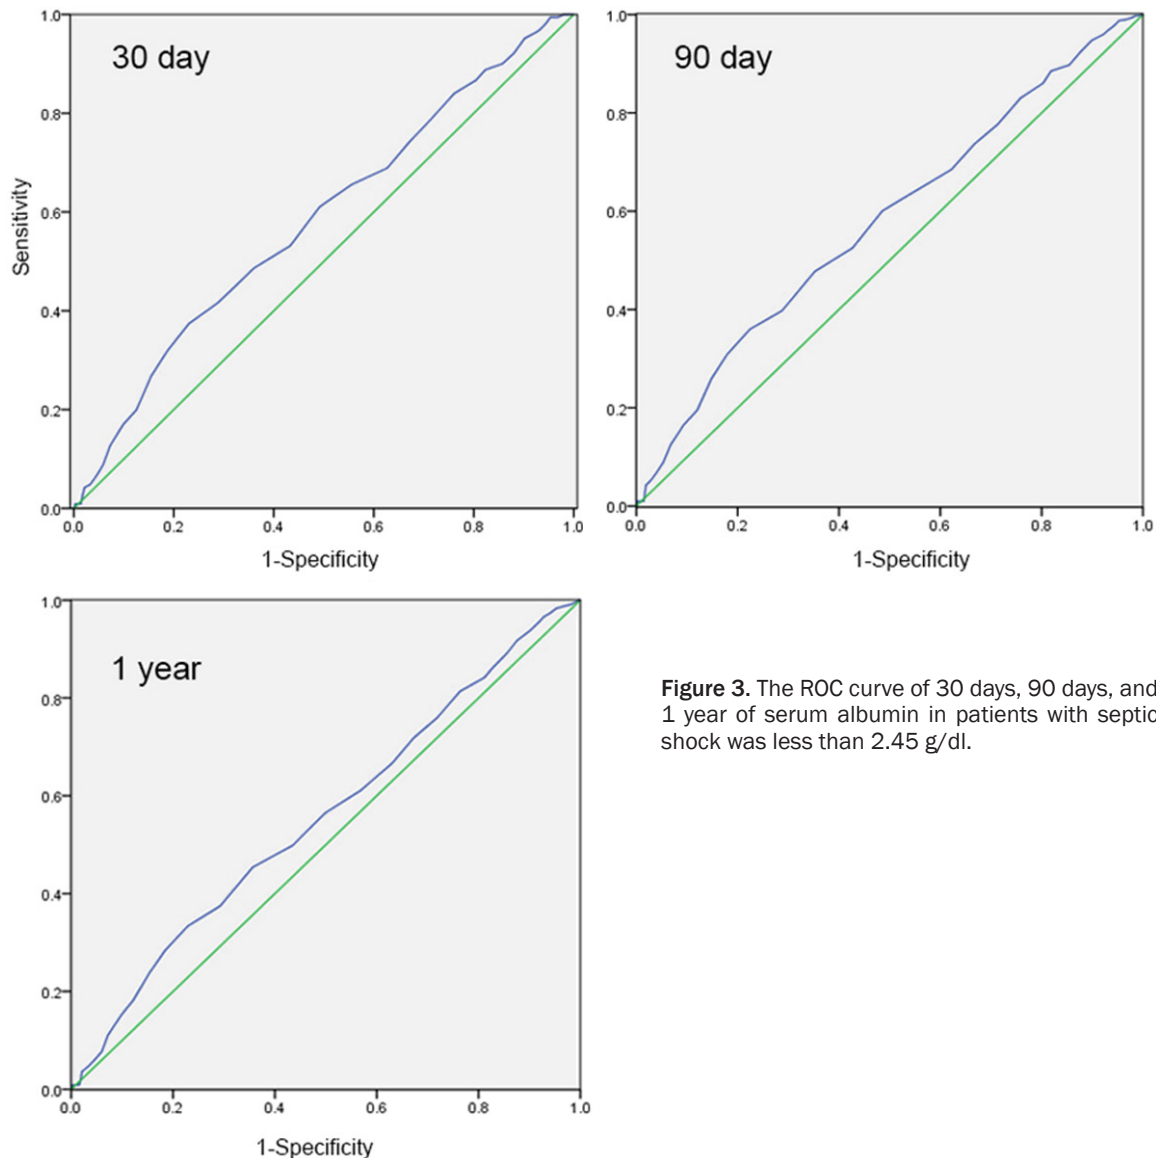 30 day
1.0
0.8
0.6
0.4
0.2
0.0
Sensitivity
0.0 0.2 0.4 0.6 0.8 1.0
1-Specificity
90 day
1.0
0.8
0.6
0.4
0.2
0.0
0.0 0.2 0.4 0.6 0.8 1.0
1-Specificity
1 year
1.0
0.8
0.6
0.4
0.2
0.0
0.0 0.2 0.4 0.6 0.8 1.0
1-Specificity
Figure 3. The ROC curve of 30 days, 90 days, and
1 year of serum albumin in patients with septic
shock was less than 2.45 g/dl.